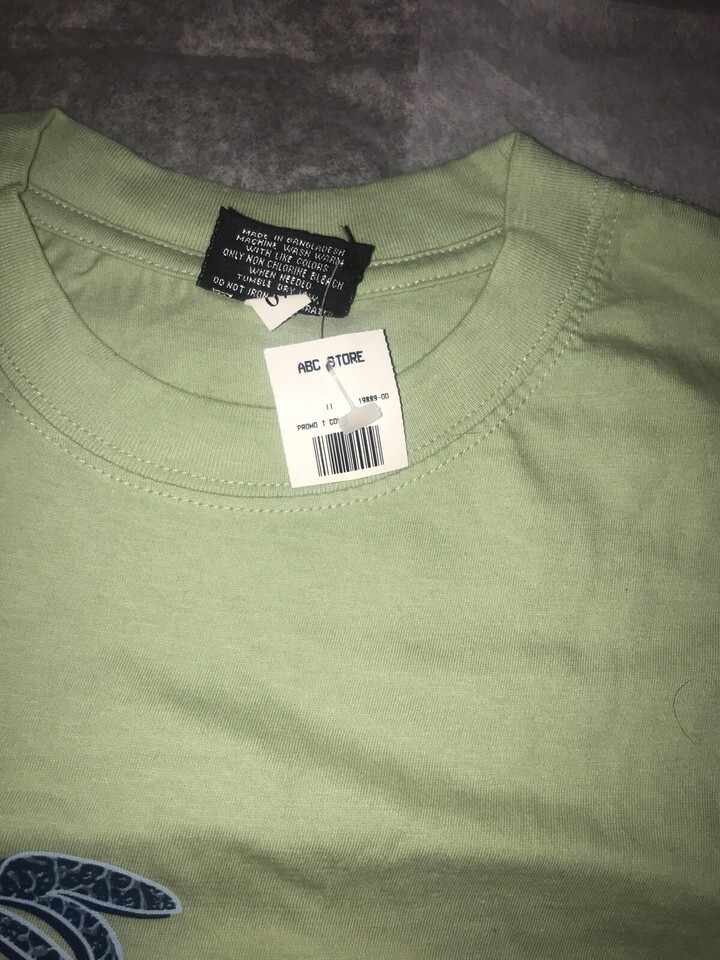 MADE IN BANGLADESH
MACHINE WASH WARM
WITH LIKE COLORS
ONLY NON CHLORINE BLEACH
WHEN NEEDED
TUMBLE DRY
DO NOT IRON
ABC STORE
11 19889-00
PROMO T